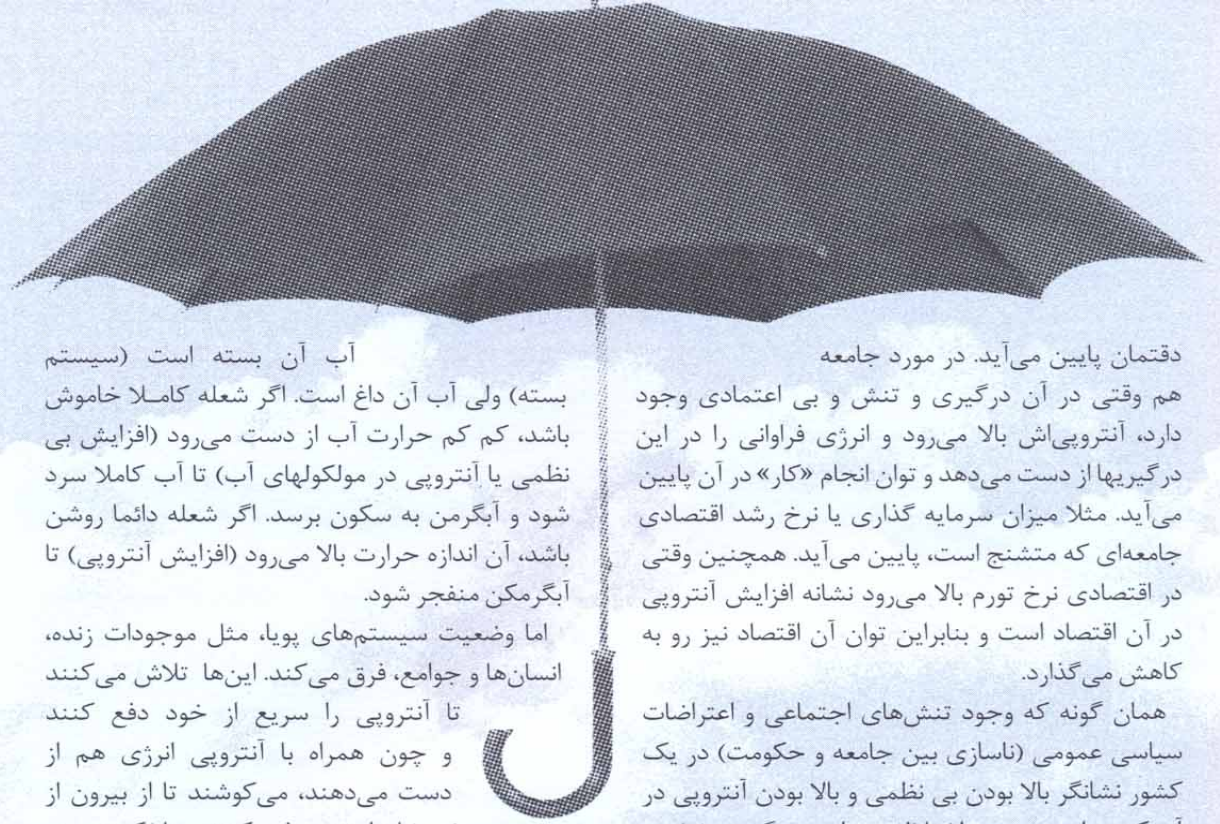 دقتمان پایین می‌آید. در مورد جامعه
هم وقتی در آن درگیری و تنش و بی اعتمادی وجود
دارد، آنتروپی‌اش بالا می‌رود و انرژی فراوانی را در این
درگیریها از دست می‌دهد و توان انجام «کار» در آن پایین
می‌آید. مثلا میزان سرمایه گذاری یا نرخ رشد اقتصادی
جامعه‌ای که متشنج است، پایین می‌آید. همچنین وقتی
در اقتصادی نرخ تورم بالا می‌رود نشانه افزایش آنتروپی
در آن اقتصاد است و بنابراین توان آن اقتصاد نیز رو به
کاهش می‌گذارد.
همان گونه که وجود تنش‌های اجتماعی و اعتراضات
سیاسی عمومی (ناسازی بین جامعه و حکومت) در یک
کشور نشانگر بالا بودن بی نظمی و بالا بودن آنتروپی در
آب آن بسته است (سیستم
بسته) ولی آب آن داغ است. اگر شعله کاملا خاموش
باشد، کم کم حرارت آب از دست می‌رود (افزایش بی
نظمی یا آنتروپی در مولکولهای آب) تا آب کاملا سرد
شود و آبگرمن به سکون برسد. اگر شعله دائما روشن
باشد، آن اندازه حرارت بالا می‌رود (افزایش آنتروپی) تا
آبگرمکن منفجر شود.
اما وضعیت سیستم‌های پویا، مثل موجودات زنده،
انسان‌ها و جوامع، فرق می‌کند. این‌ها تلاش می‌کنند
تا آنتروپی را سریع از خود دفع کنند
و چون همراه با آنتروپی انرژی هم از
دست می‌دهند، می‌کوشند تا از بیرون از